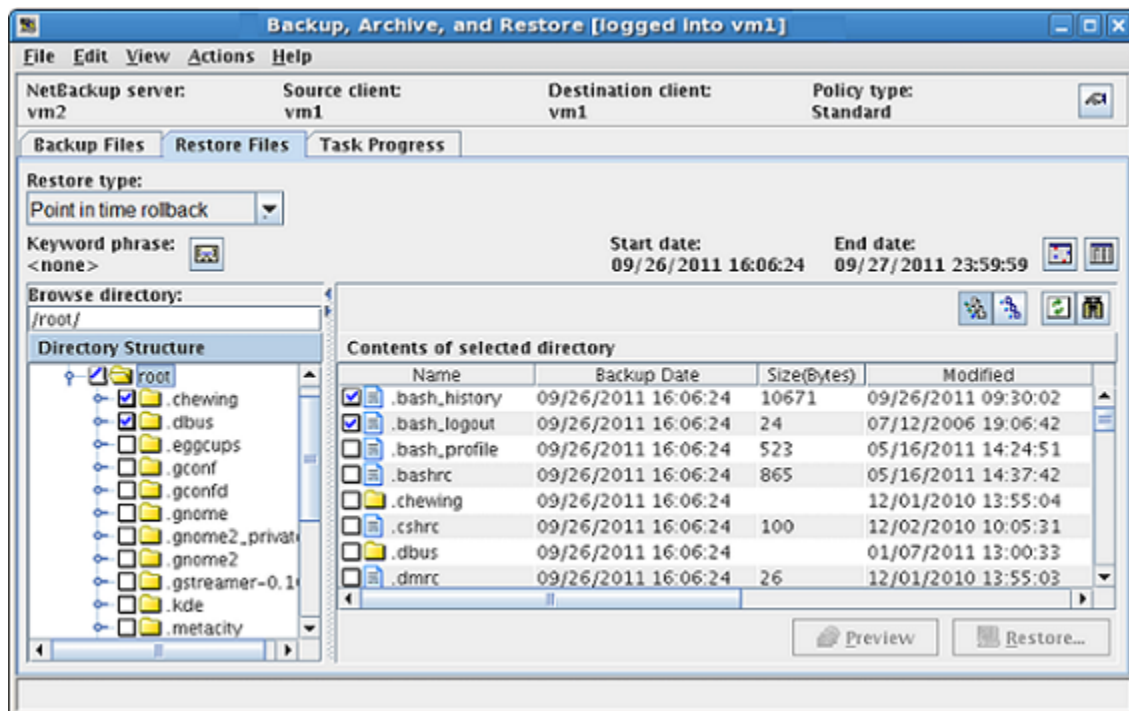 Backup, Archive, and Restore [logged into vm1]
File Edit View Actions Help
NetBackup server: Source client: Destination client: Policy type:
vm2 vm1 vm1 Standard
Backup Files Restore Files Task Progress
Restore type:
Point in time rollback
Keyword phrase: Start date: End date:
<none> 09/26/2011 16:06:24 09/27/2011 23:59:59
Browse directory:
/root/
Directory Structure
root
.chewing
.dbus
.eggcups
.gconf
.gconfd
.gnome
.gnome2_privat
.gnome2
.gstreamer-0.1
.kde
.metacity
Contents of selected directory
Name Backup Date Size(Bytes) Modified
.bash_history 09/26/2011 16:06:24 10671 09/26/2011 09:30:02
.bash_logout 09/26/2011 16:06:24 24 07/12/2006 19:06:42
.bash_profile 09/26/2011 16:06:24 523 05/16/2011 14:24:51
.bashrc 09/26/2011 16:06:24 865 05/16/2011 14:37:42
.chewing 09/26/2011 16:06:24 12/01/2010 13:55:04
.cshrc 09/26/2011 16:06:24 100 12/02/2010 10:05:31
.dbus 09/26/2011 16:06:24 01/07/2011 13:00:33
.dmrc 09/26/2011 16:06:24 26 12/01/2010 13:55:03
Preview Restore...